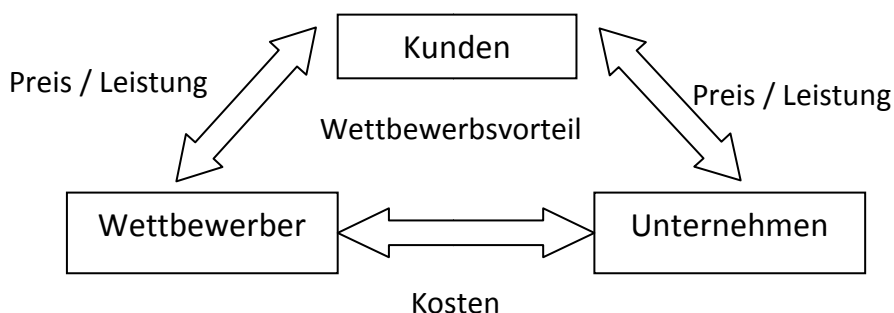 Kunden
Preis / Leistung
Preis / Leistung
Wettbewerbsvorteil
Wettbewerber
Unternehmen
Kosten